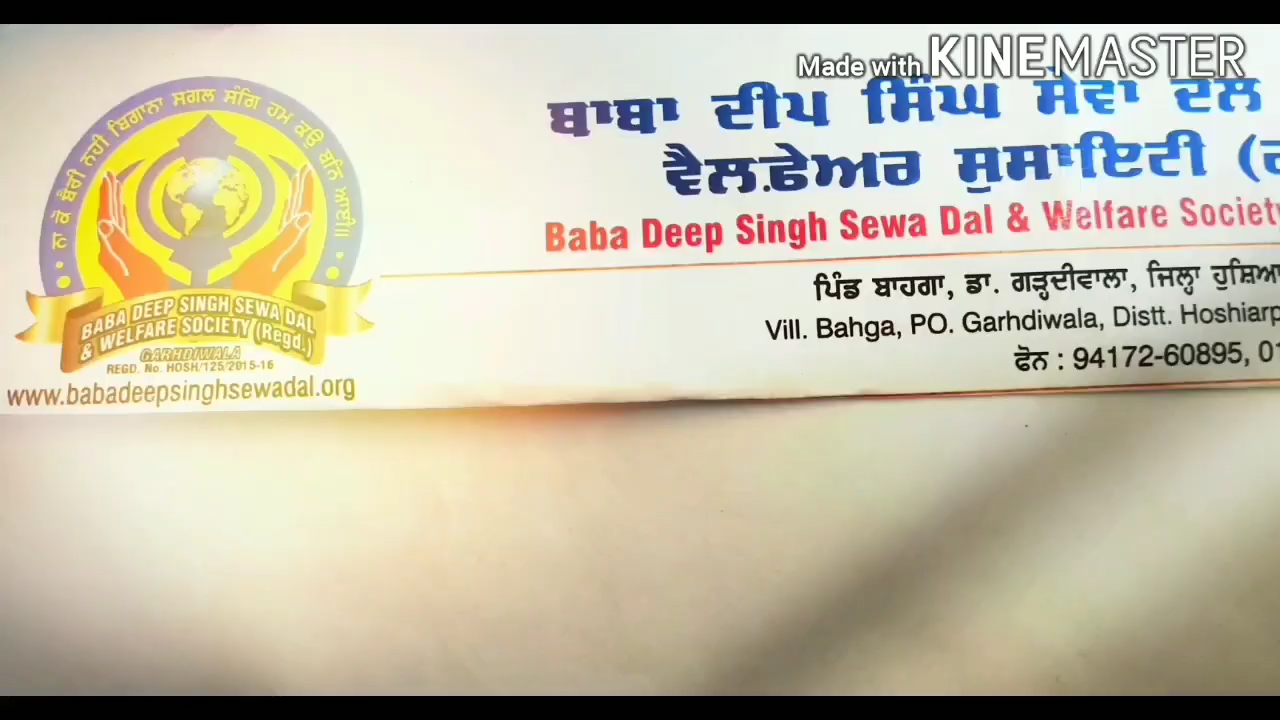 Made with KINEMASTER
ਨਾ ਕੋ ਬੈਰੀ ਨਹੀ ਬਿਗਾਨਾ ਸਗਲ ਸੰਗਿ ਹਮ ਕਉ ਬਨਿ ਆਈ॥
BABA DEEP SINGH SEWA DAL
& WELFARE SOCIETY (Regd.)
GARHDIWALA
REGD. No. HOSH/125/2015-16
www.babadeepsinghsewadal.org
ਬਾਬਾ ਦੀਪ ਸਿੰਘ ਸੇਵਾ ਦਲ
ਵੈਲਫ਼ੇਅਰ ਸੁਸਾਇਟੀ
Baba Deep Singh Sewa Dal & Welfare Society
ਪਿੰਡ ਬਾਹਗਾ, ਡਾ. ਗੜ੍ਹਦੀਵਾਲਾ, ਜਿਲ੍ਹਾ ਹੁਸ਼ਿਆ
Vill. Bahga, PO. Garhdiwala, Distt. Hoshiarp
ਫੋਨ : 94172-60895, 01